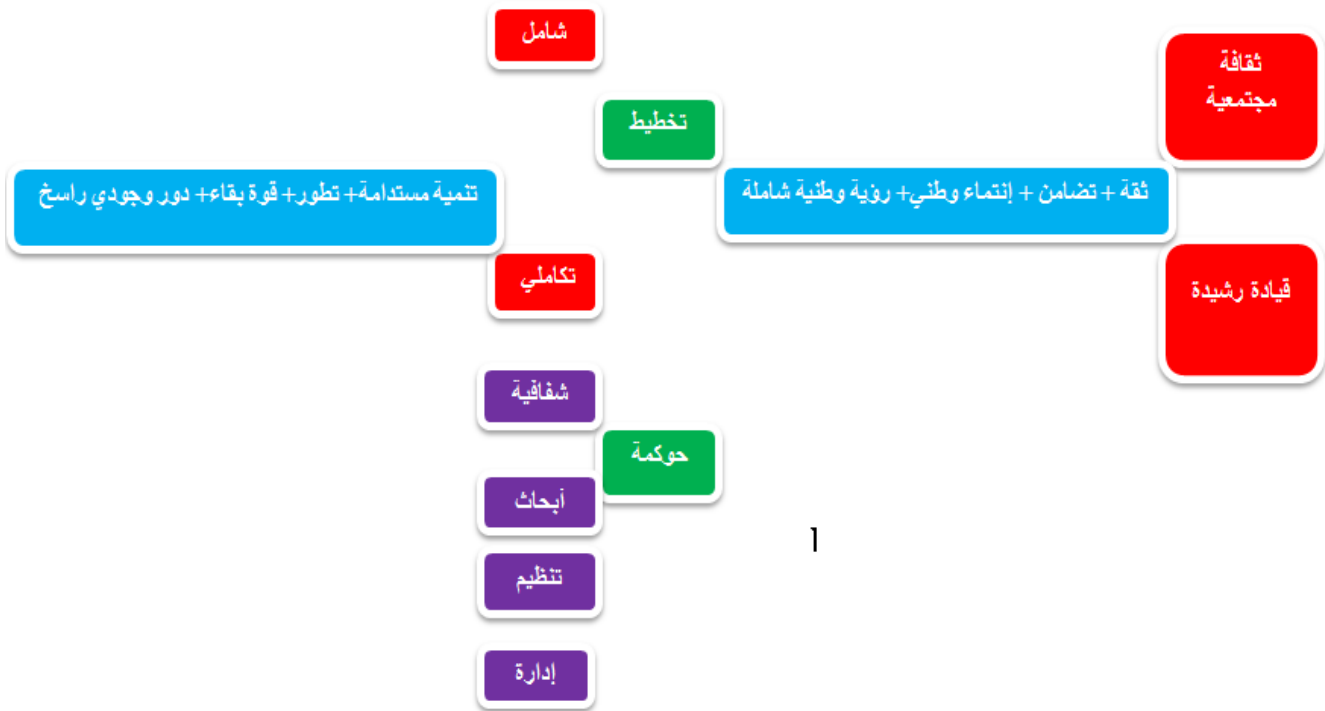 شامل
ثقافة
مجتمعية
تخطيط
ثقة + تضامن + إنتماء وطني+ رؤية وطنية شاملة
تنمية مستدامة+ تطور+ قوة بقاء+ دور وجودي راسخ
تكاملي
قيادة رشيدة
شفافية
حوكمة
أبحاث
1
تنظيم
إدارة